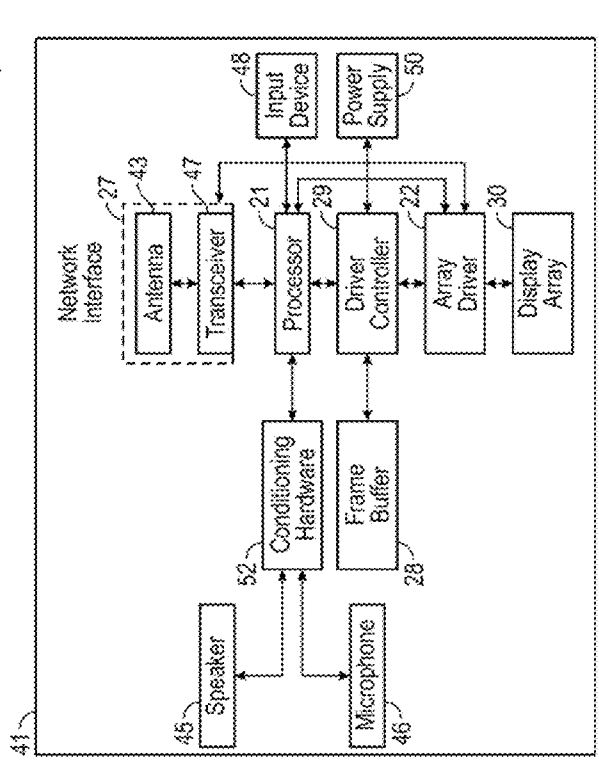 41
Network
Interface
27
43
Antenna
47
Transceiver
48
Input
Device
21
Processor
50
Power
Supply
29
Driver
Controller
22
Array
Driver
30
Display
Array
52
Conditioning
Hardware
28
Frame
Buffer
45
Speaker
46
Microphone